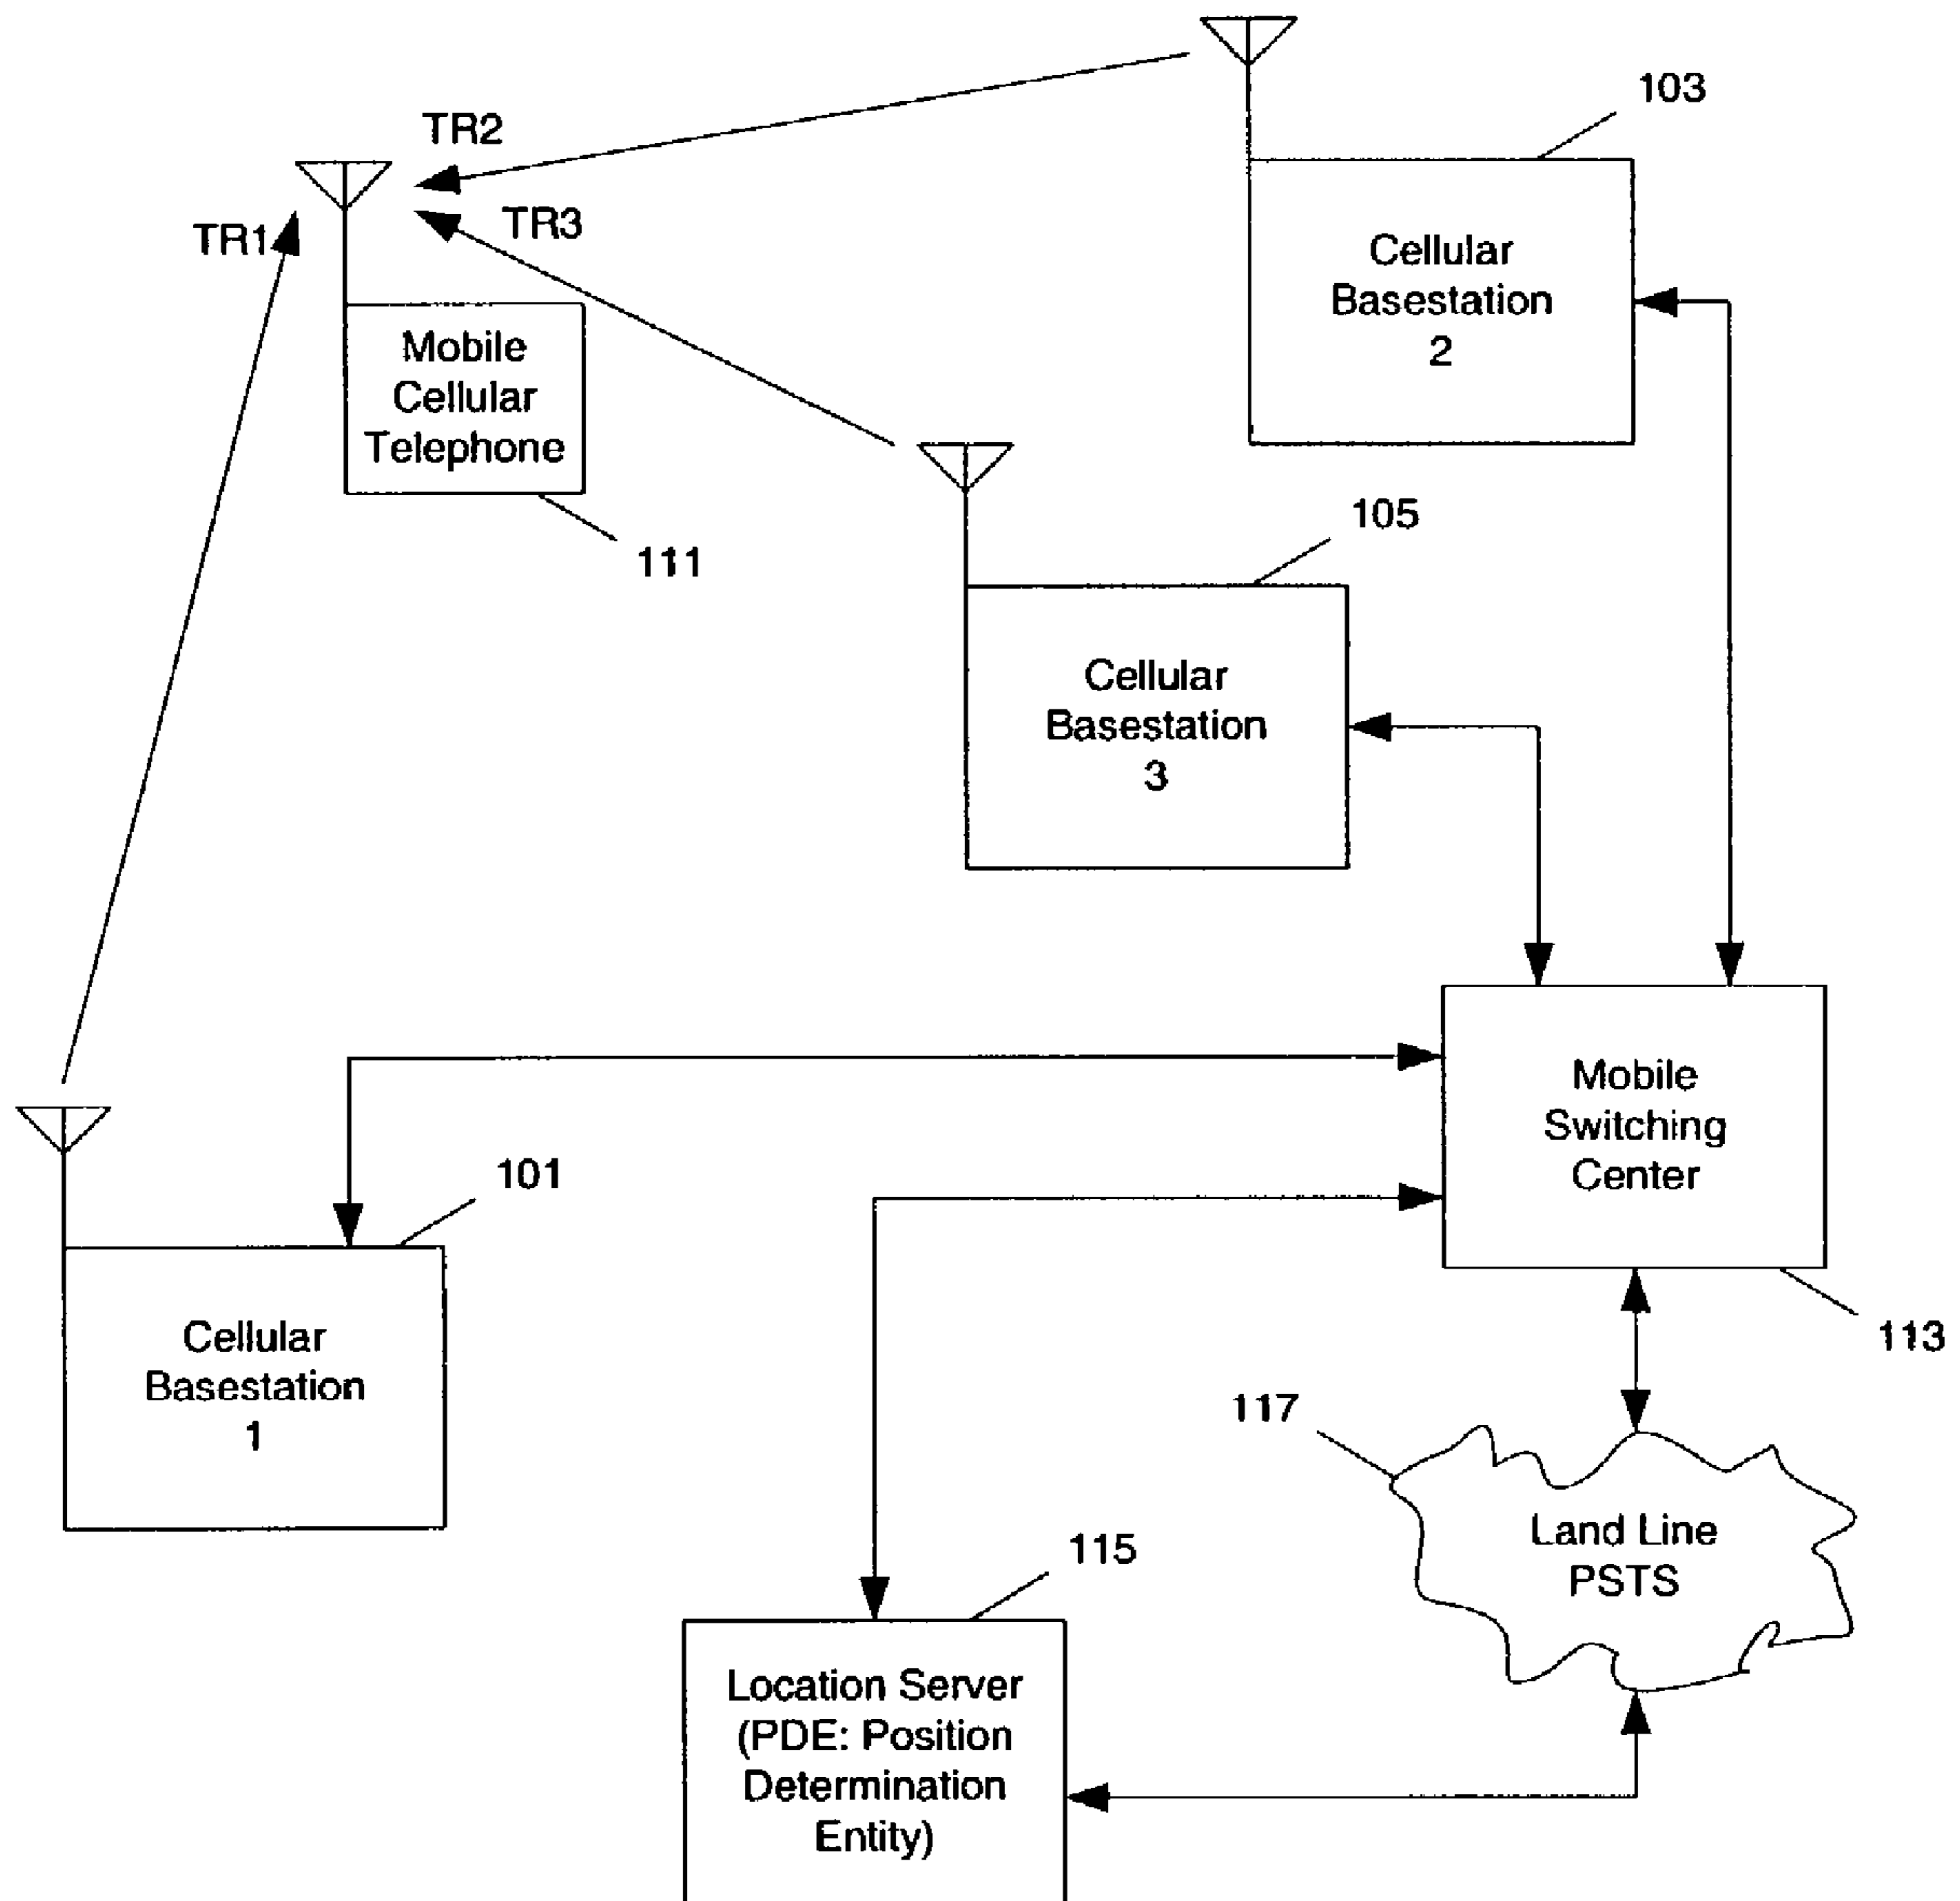 103
TR2
TR3
TR1
Cellular
Basestation
2
Mobile
Cellular
Telephone
105
111
Cellular
Basestation
3
Mobile
Switching
Center
101
113
Cellular
Basestation
1
117
Land Line
PSTS
115
Location Server
(PDE: Position
Determination
Entity)